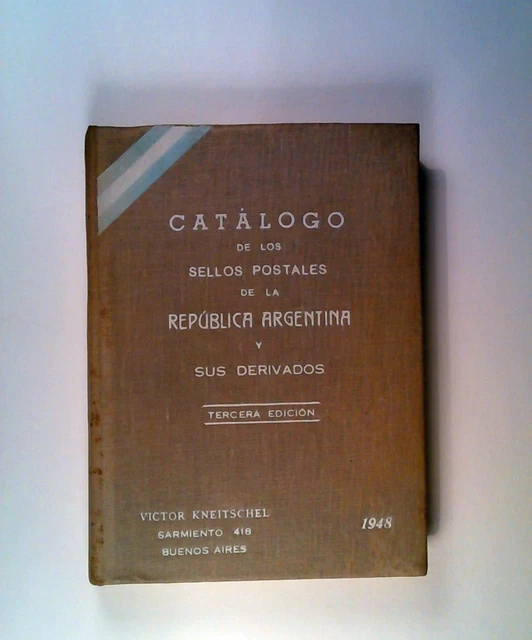 CATÁLOGO
DE LOS
SELLOS POSTALES
DE LA
REPÚBLICA ARGENTINA
Y
SUS DERIVADOS
TERCERA EDICIÓN
VICTOR KNEITSCHEL
SARMIENTO 418
BUENOS AIRES
1948